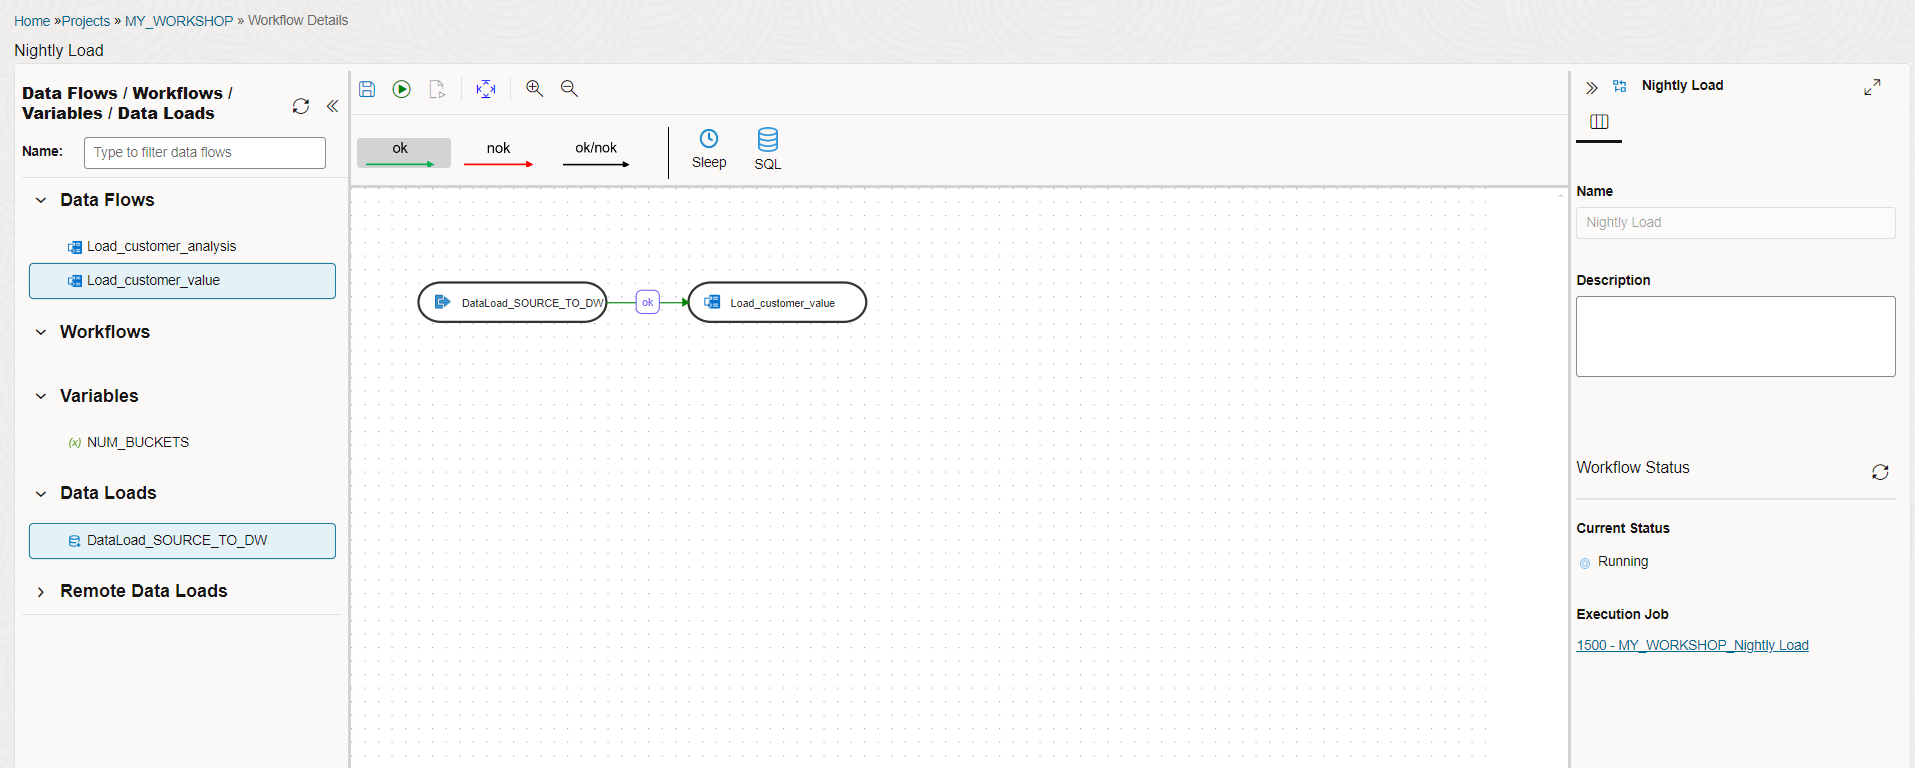 Home »Projects » MY_WORKSHOP » Workflow Details
Nightly Load
Data Flows / Workflows /
Variables / Data Loads
Name:
Type to filter data flows
Data Flows
Load_customer_analysis
Load_customer_value
Workflows
Variables
(x) NUM_BUCKETS
Data Loads
DataLoad_SOURCE_TO_DW
Remote Data Loads
ok
nok
ok/nok
Sleep
SQL
DataLoad_SOURCE_TO_DW
ok
Load_customer_value
Nightly Load
Name
Nightly Load
Description
Workflow Status
Current Status
Running
Execution Job
1500 - MY_WORKSHOP_Nightly Load